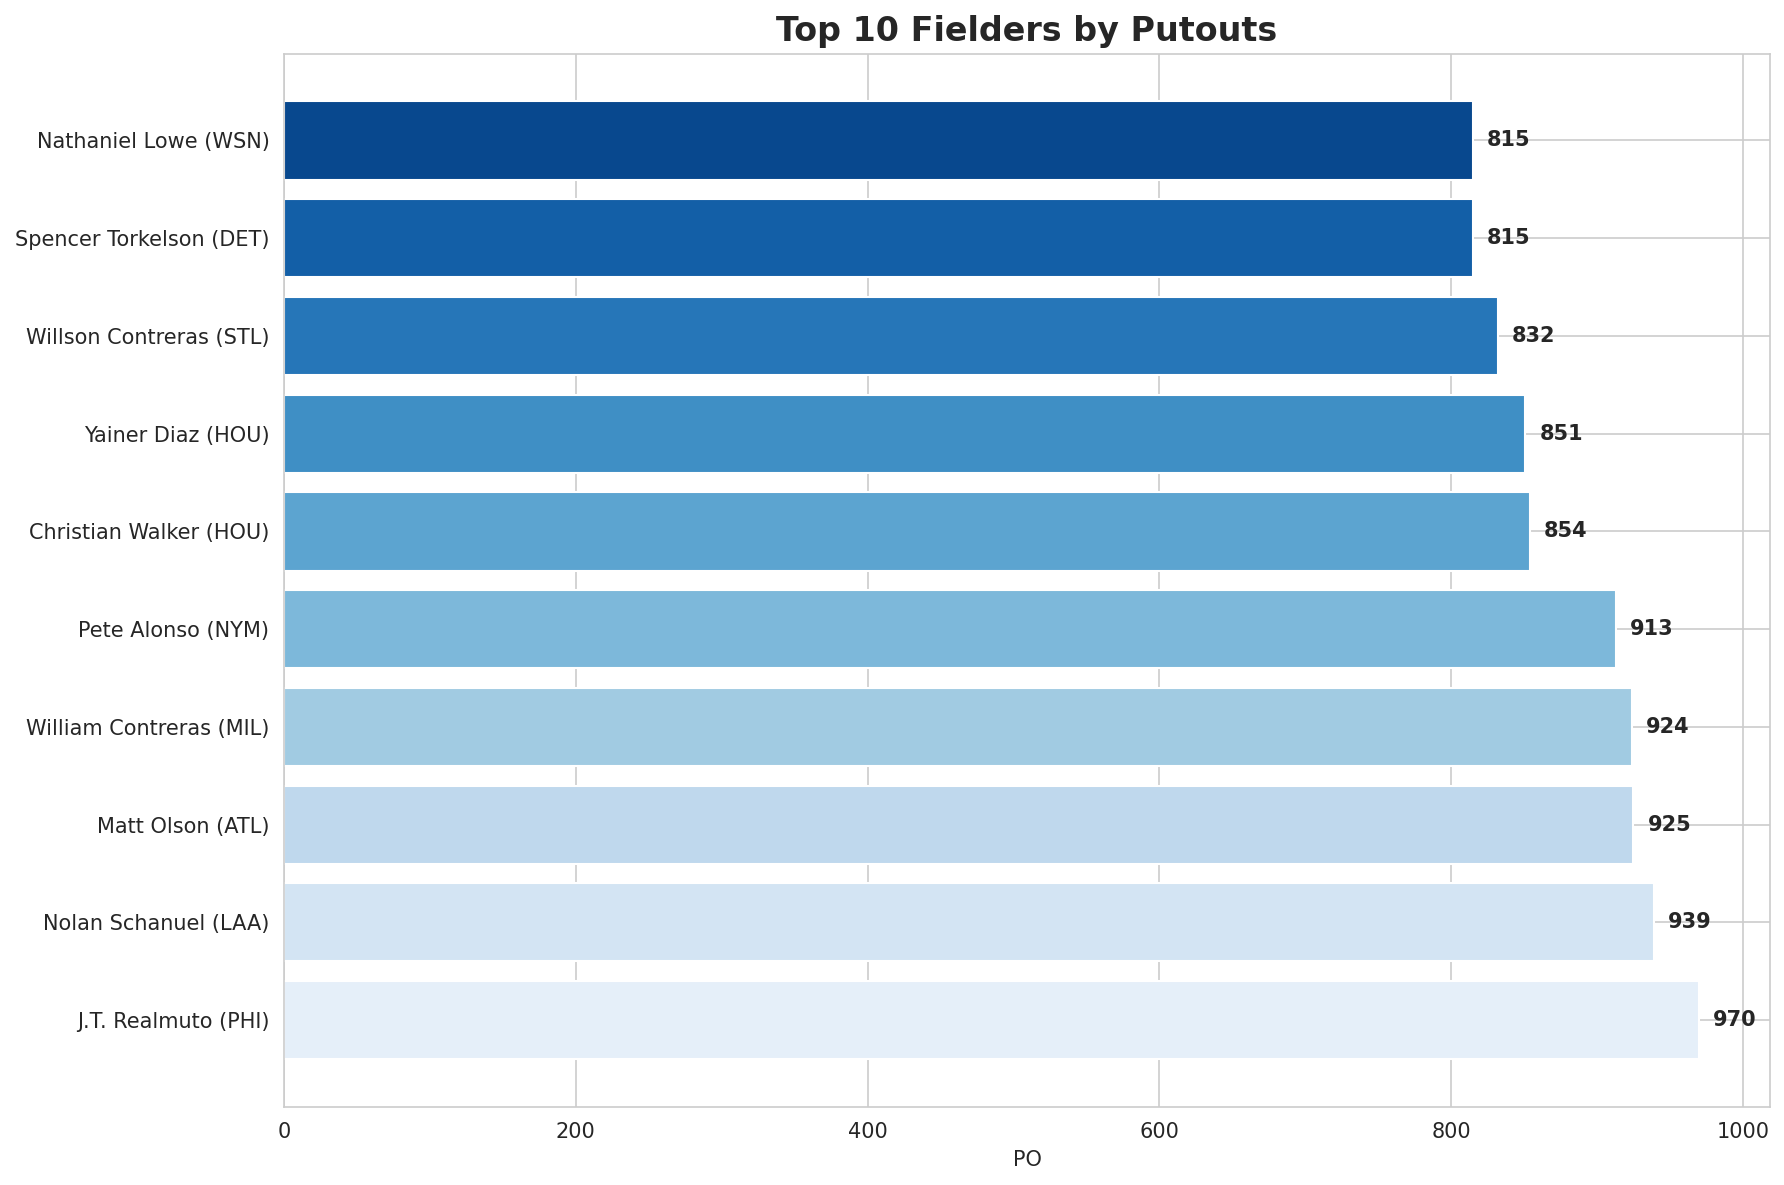 Top 10 Fielders by Putouts
Nathaniel Lowe (WSN) 815
Spencer Torkelson (DET) 815
Willson Contreras (STL) 832
Yainer Diaz (HOU) 851
Christian Walker (HOU) 854
Pete Alonso (NYM) 913
William Contreras (MIL) 924
Matt Olson (ATL) 925
Nolan Schanuel (LAA) 939
J.T. Realmuto (PHI) 970
0 200 400 600 800 1000
PO